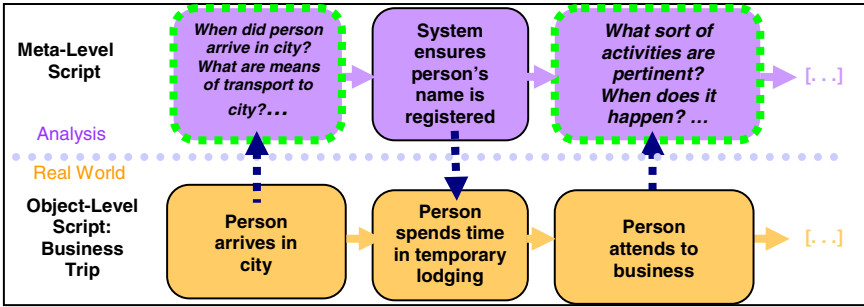 Meta-Level
Script
When did person
arrive in city?
What are means
of transport to
city?...
System
ensures
person's
name is
registered
What sort of
activities are
pertinent?
When does it
happen? ...
[. . .]
Analysis
Real World
Object-Level
Script:
Business
Trip
Person
arrives in
city
Person
spends time
in temporary
lodging
Person
attends to
business
[. . .]